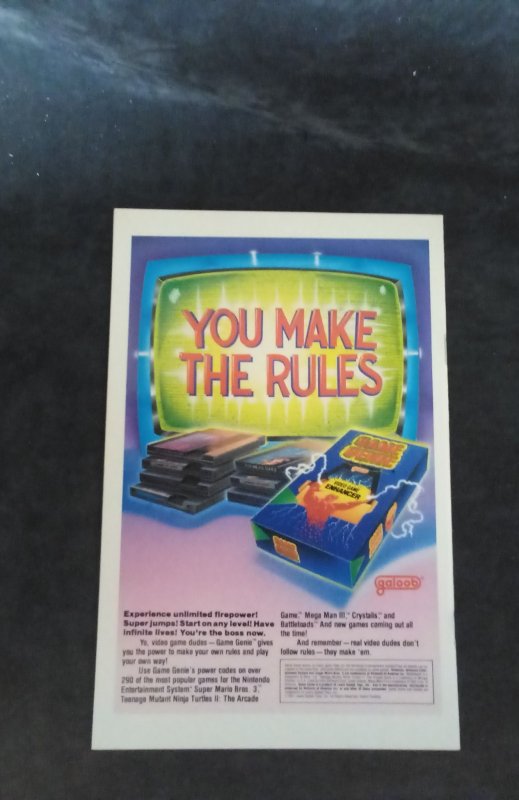 YOU MAKE
THE RULES
GAME
GENIE
VIDEO GAME
ENHANCER
galoob
Experience unlimited firepower!
Super jumps! Start on any level! Have
infinite lives! You're the boss now.
Yo, video game dudes — Game Genie™ gives
you the power to make your own rules and play
your own way!
Use Game Genie's power codes on over
290 of the most popular games for the Nintendo
Entertainment System. Super Mario Bros. 3,™
Teenage Mutant Ninja Turtles II: The Arcade
Game,™ Mega Man III,™ Crystalis,™ and
Battletoads.™ And new games coming out all
the time!
And remember — real video dudes don't
follow rules — they make 'em.